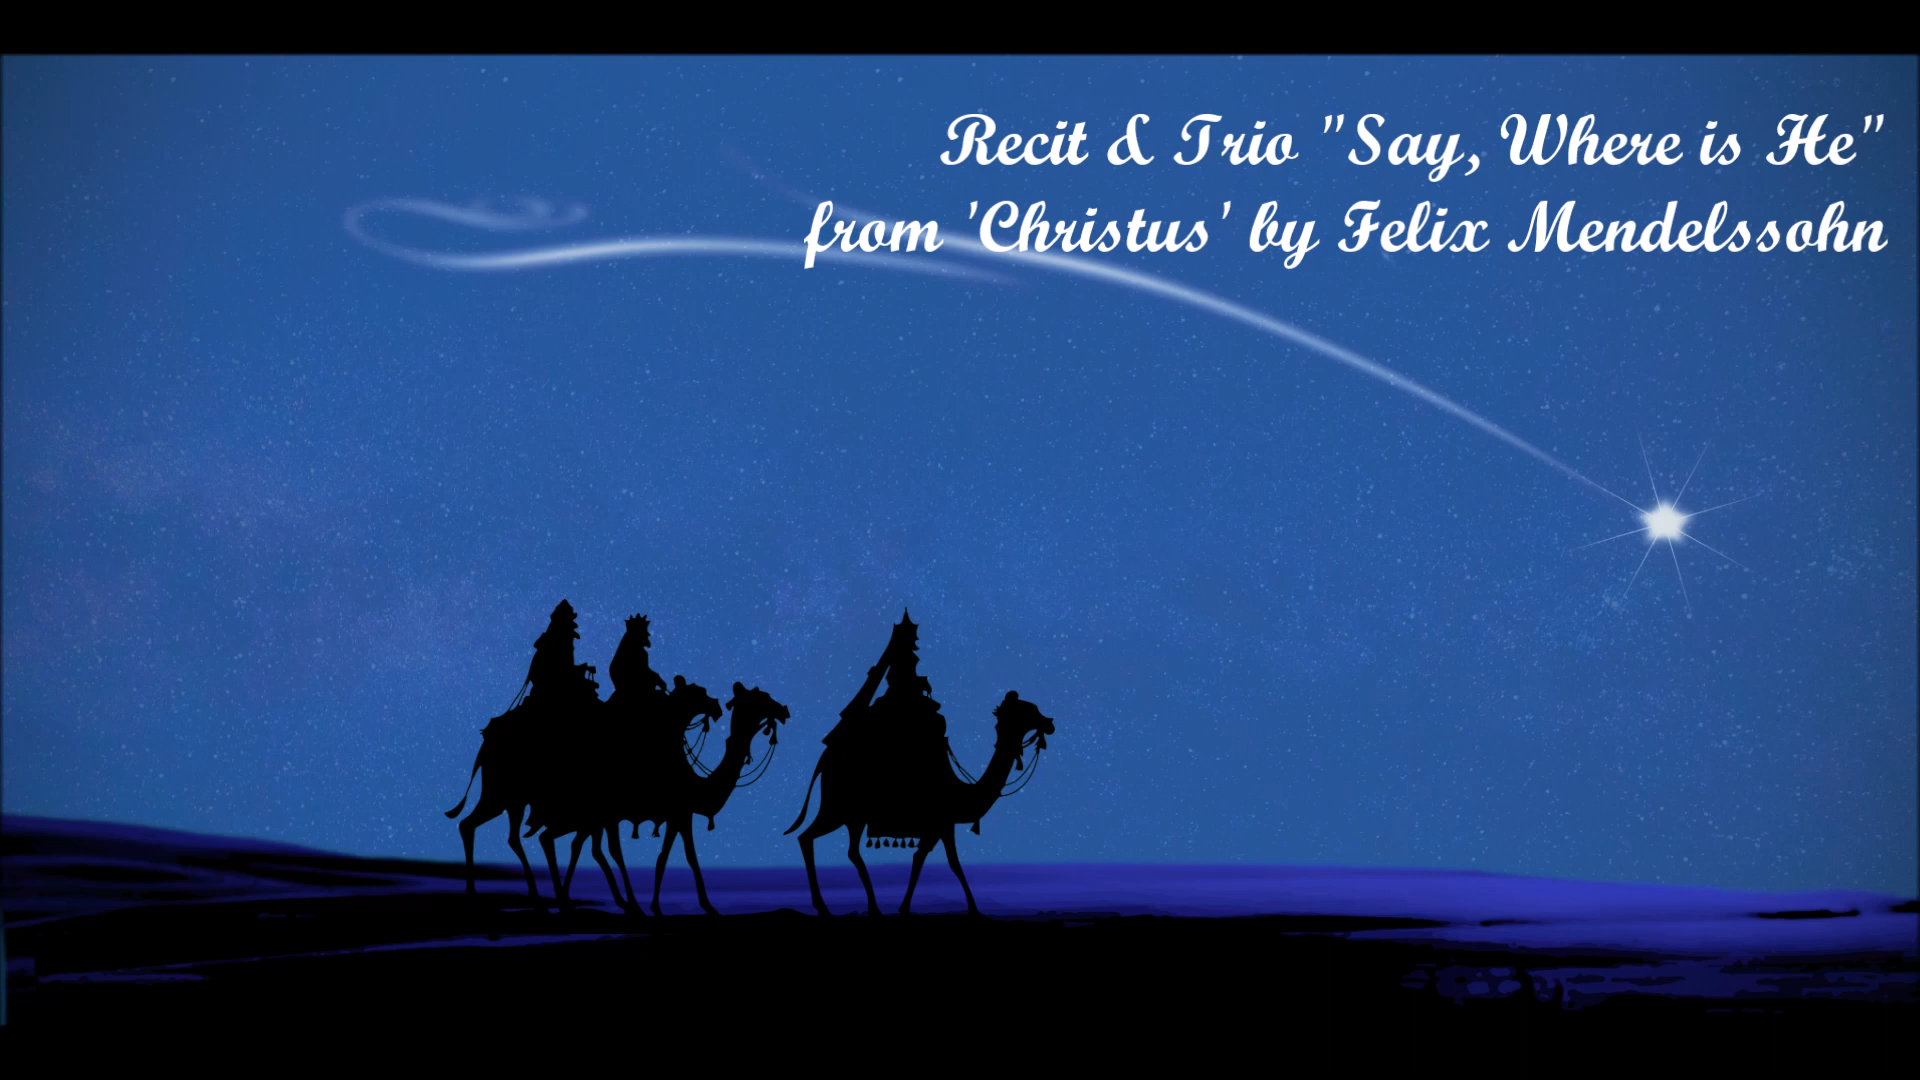 Recit & Trio "Say, Where is He"
from 'Christus' by Felix Mendelssohn